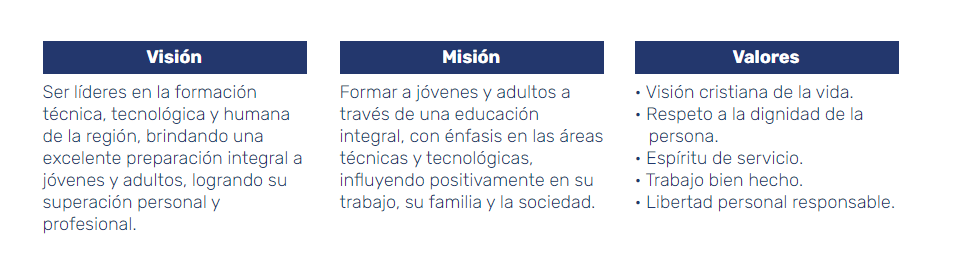 Visión
Ser líderes en la formación
técnica, tecnológica y humana
de la región, brindando una
excelente preparación integral a
jóvenes y adultos, logrando su
superación personal y
profesional.
Misión
Formar a jóvenes y adultos a
través de una educación
integral, con énfasis en las áreas
técnicas y tecnológicas,
influyendo positivamente en su
trabajo, su familia y la sociedad.
Valores
• Visión cristiana de la vida.
• Respeto a la dignidad de la
persona.
• Espíritu de servicio.
• Trabajo bien hecho.
• Libertad personal responsable.